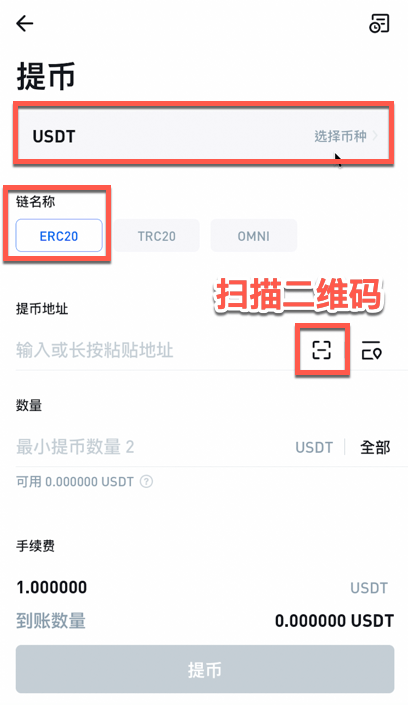 提币
USDT 选择币种
链名称
ERC20 TRC20 OMNI
扫描二维码
提币地址
输入或长按粘贴地址
数量
最小提币数量 2 USDT 全部
可用 0.000000 USDT ?
手续费
1.000000 USDT
到账数量 0.000000 USDT
提币